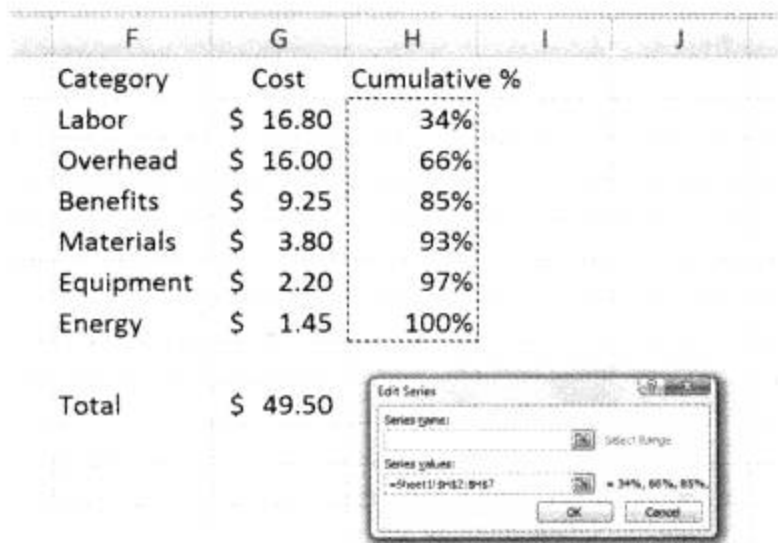 F G H I J
Category Cost Cumulative %
Labor $ 16.80 34%
Overhead $ 16.00 66%
Benefits $ 9.25 85%
Materials $ 3.80 93%
Equipment $ 2.20 97%
Energy $ 1.45 100%
Total $ 49.50
Edit Series
Series name:
Select Range
Series values:
=Sheet1!$H$2:$H$7 = 34%, 66%, 85%,
OK Cancel